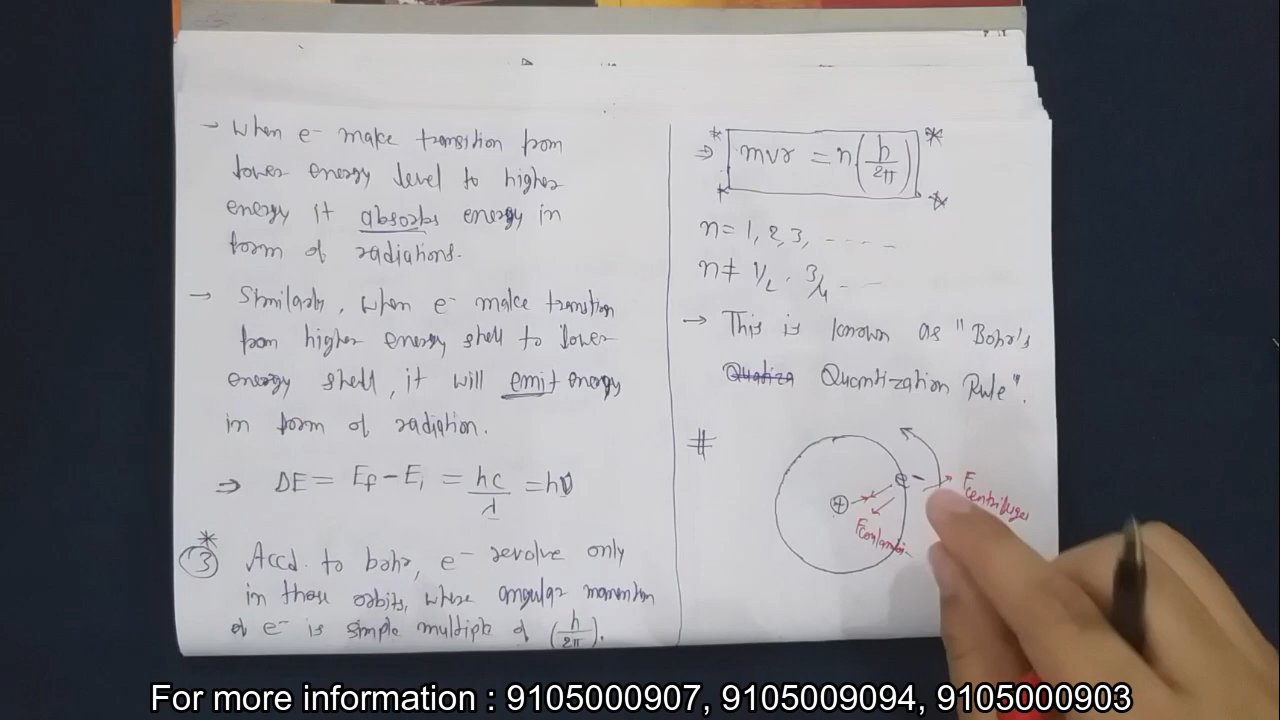 → When e- make transition from
lower energy level to higher
energy it absorbs energy in
form of radiations.
→ Similarly, when e- make transition
from higher energy shell to lower
energy shell, it will emit energy
in form of radiation.
⇒ DE = Ef - Ei = hc/λ = hν
* ③ Accd. to bohr, e- revolve only
in those orbits, where angular momentum
of e- is simple multiple of (h/2π).
⇒ mvr = n(h/2π)
n = 1, 2, 3, - - - - -
n ≠ 1/2, 3/4 - - -
→ This is known as "Bohr's
Quantization Rule".
#
e-
+
F centrifugal
F
For more information : 9105000907, 9105009094, 9105000903